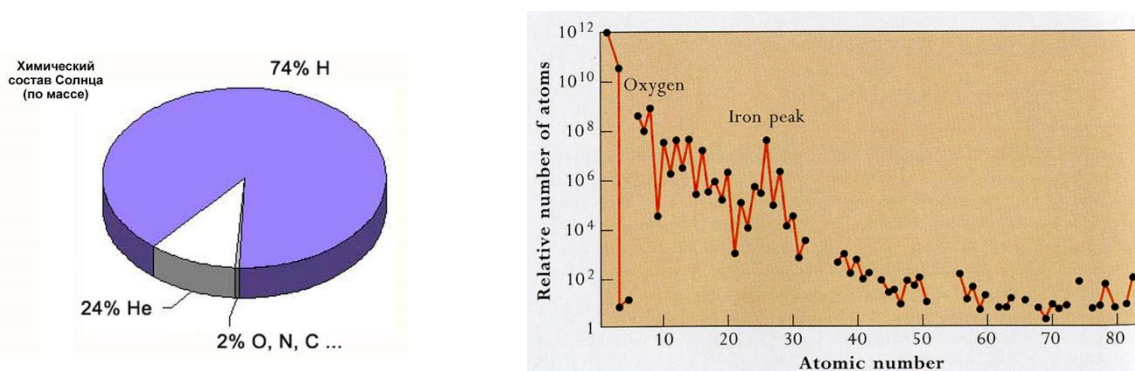 Химический
состав Солнца
(по массе)
74% H
24% He
2% O, N, C ...
Relative number of atoms
10¹²
10¹⁰
10⁸
10⁶
10⁴
10²
1
Oxygen
Iron peak
10 20 30 40 50 60 70 80
Atomic number